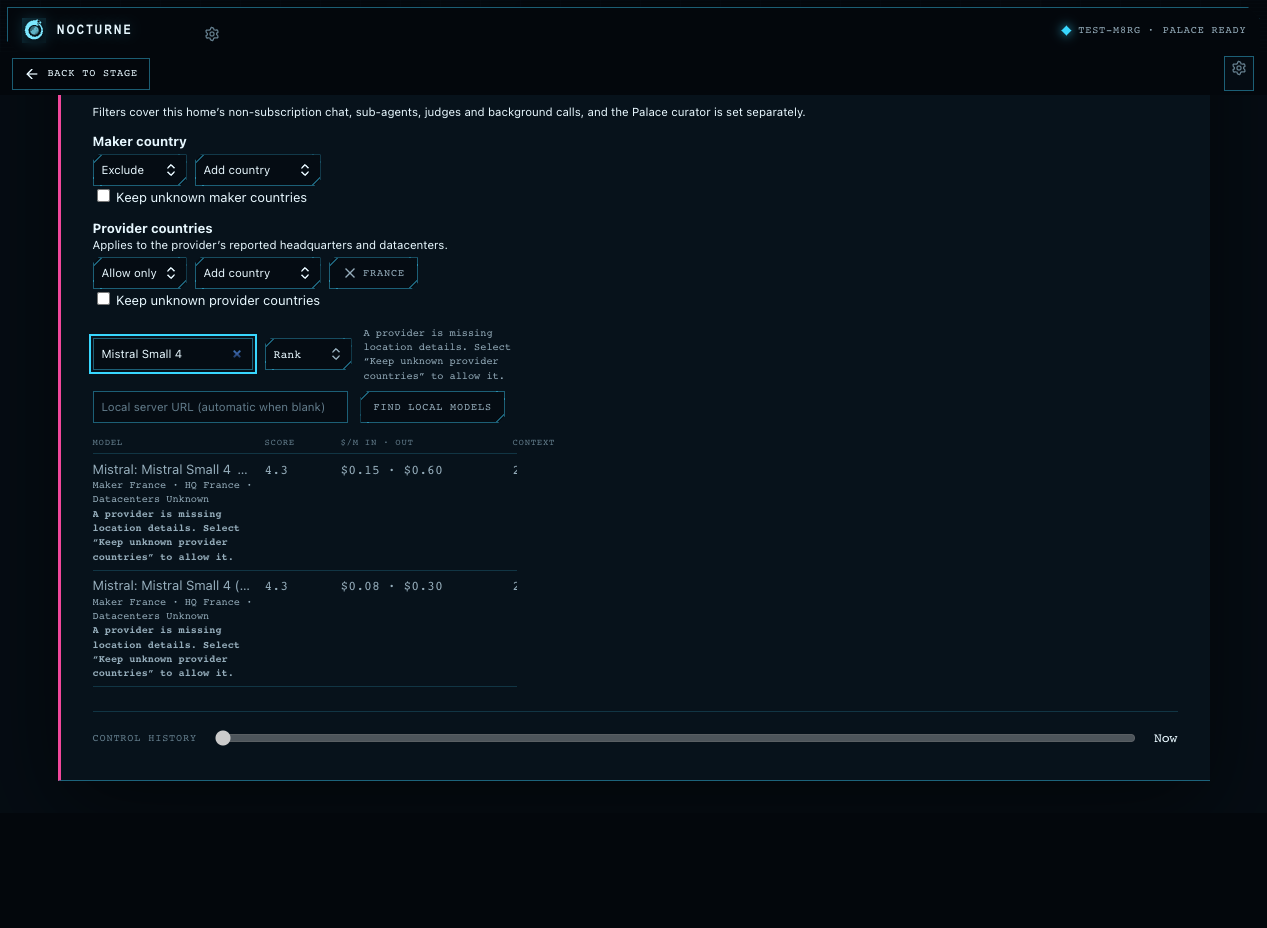 NOCTURNE
TEST-M8RG · PALACE READY
BACK TO STAGE
Filters cover this home's non-subscription chat, sub-agents, judges and background calls, and the Palace curator is set separately.
Maker country
Exclude
Add country
Keep unknown maker countries
Provider countries
Applies to the provider's reported headquarters and datacenters.
Allow only
Add country
FRANCE
Keep unknown provider countries
Mistral Small 4
Rank
A provider is missing
location details. Select
“Keep unknown provider
countries” to allow it.
Local server URL (automatic when blank)
FIND LOCAL MODELS
MODEL SCORE $/M IN · OUT CONTEXT
Mistral: Mistral Small 4 ... 4.3 $0.15 · $0.60
Maker France · HQ France ·
Datacenters Unknown
A provider is missing
location details. Select
“Keep unknown provider
countries” to allow it.
Mistral: Mistral Small 4 (... 4.3 $0.08 · $0.30
Maker France · HQ France ·
Datacenters Unknown
A provider is missing
location details. Select
“Keep unknown provider
countries” to allow it.
CONTROL HISTORY
Now